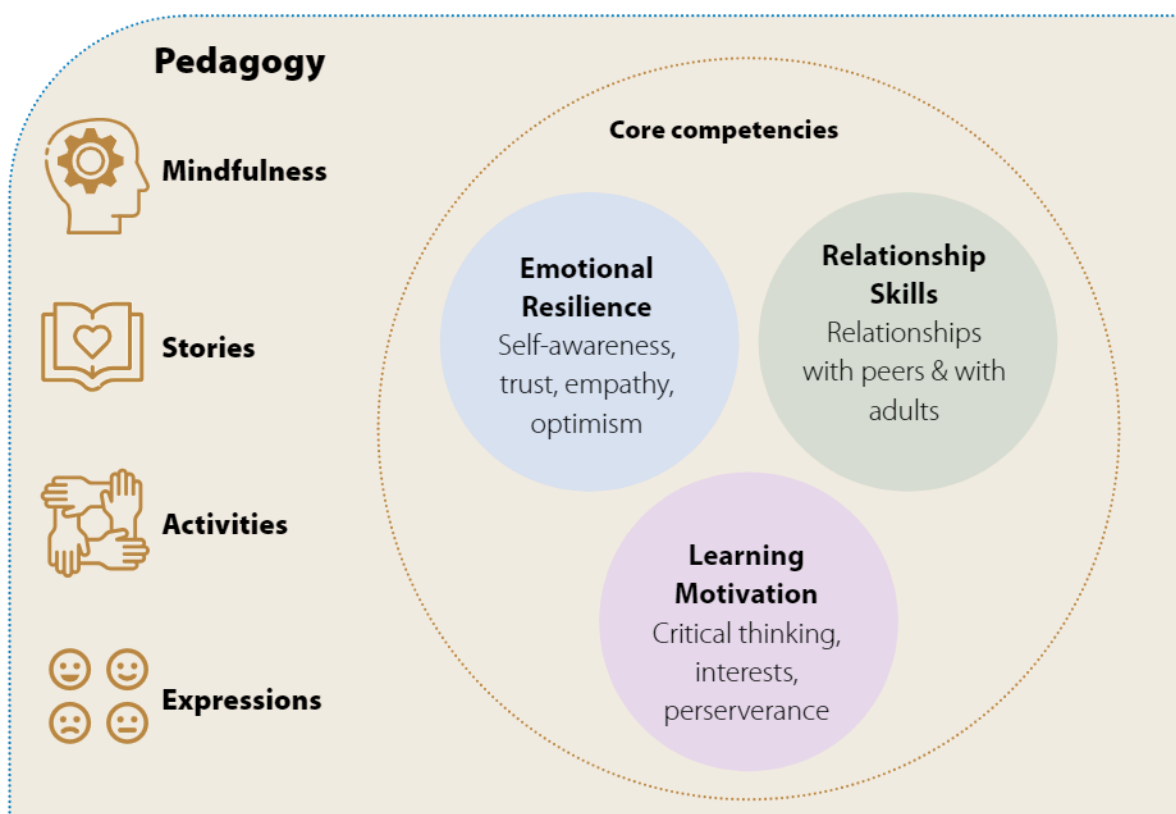 Pedagogy
Mindfulness
Stories
Activities
Expressions
Core competencies
Emotional
Resilience
Self-awareness,
trust, empathy,
optimism
Relationship
Skills
Relationships
with peers & with
adults
Learning
Motivation
Critical thinking,
interests,
perserverance